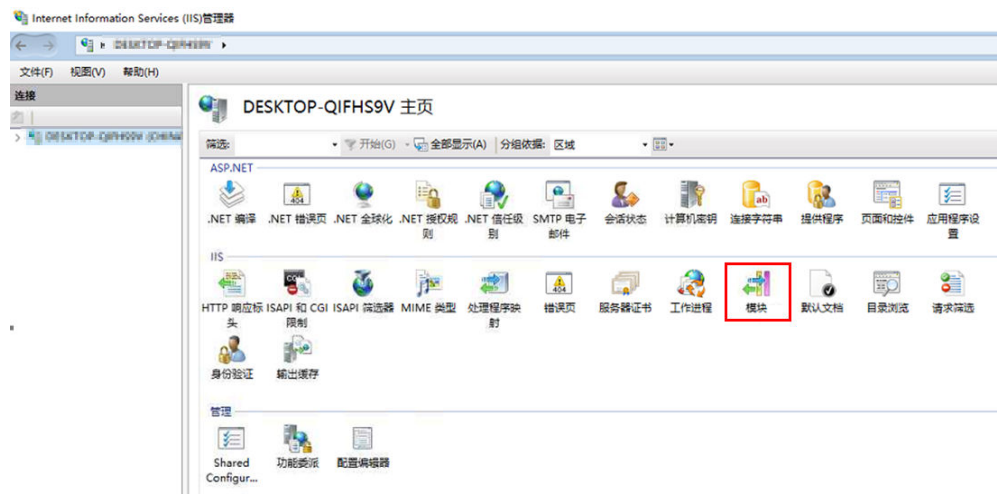 Internet Information Services (IIS)管理器
文件(F) 视图(V) 帮助(H)
连接
DESKTOP-QIFHS9V 主页
筛选: 开始(G) 全部显示(A) 分组依据: 区域
ASP.NET
.NET 编译 .NET 错误页 .NET 全球化 .NET 授权规 .NET 信任级 SMTP 电子 会话状态 计算机密钥 连接字符串 提供程序 页面和控件 应用程序设
则 别 邮件 置
404
ab
IIS
HTTP 响应标 ISAPI 和 CGI ISAPI 筛选器 MIME 类型 处理程序映 错误页 服务器证书 工作进程 模块 默认文档 目录浏览 请求筛选
头 限制 射
404
身份验证 输出缓存
管理
Shared 功能委派 配置编辑器
Configur...